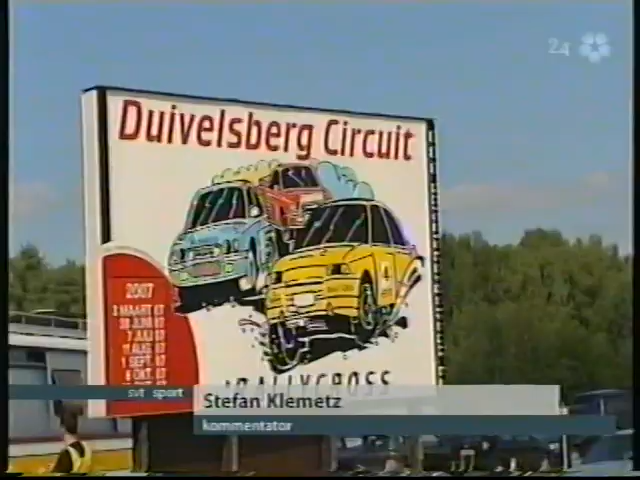 24
Duivelsberg Circuit
2007
3 MAART 07
30 JUNI 07
7 JULI 07
11 AUG 07
1 SEPT. 07
6 OKT. 07
RALLYCROSS
svt sport
Stefan Klemetz
kommentator